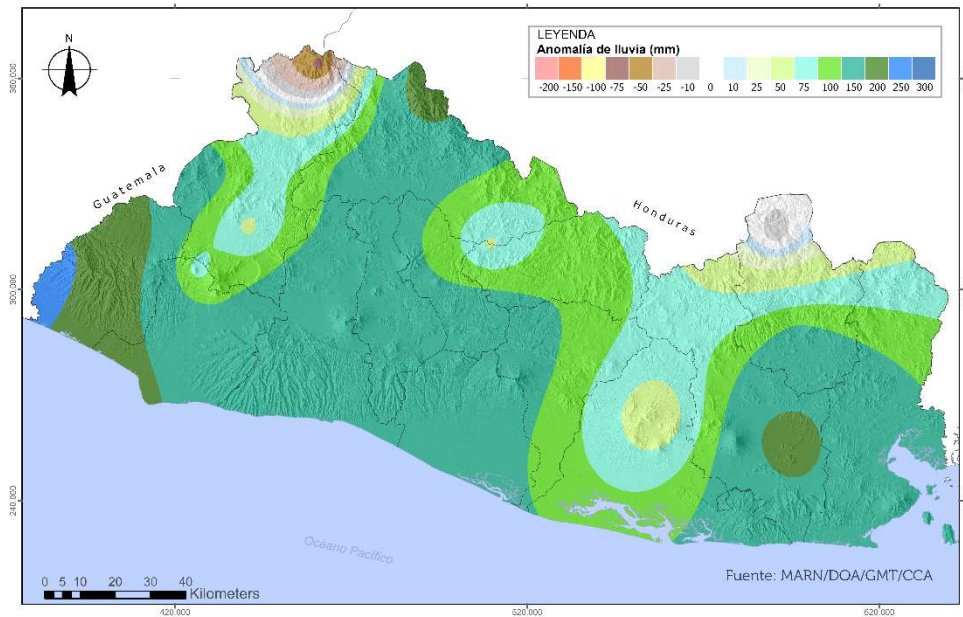 N
LEYENDA
Anomalía de lluvia (mm)
-200 -150 -100 -75 -50 -25 -10 0 10 25 50 75 100 150 200 250 300
360.000
Guatemala
Honduras
300.000
240.000
Océano Pacífico
Fuente: MARN/DOA/GMT/CCA
0 5 10 20 30 40
Kilometers
420.000 520.000 620.000